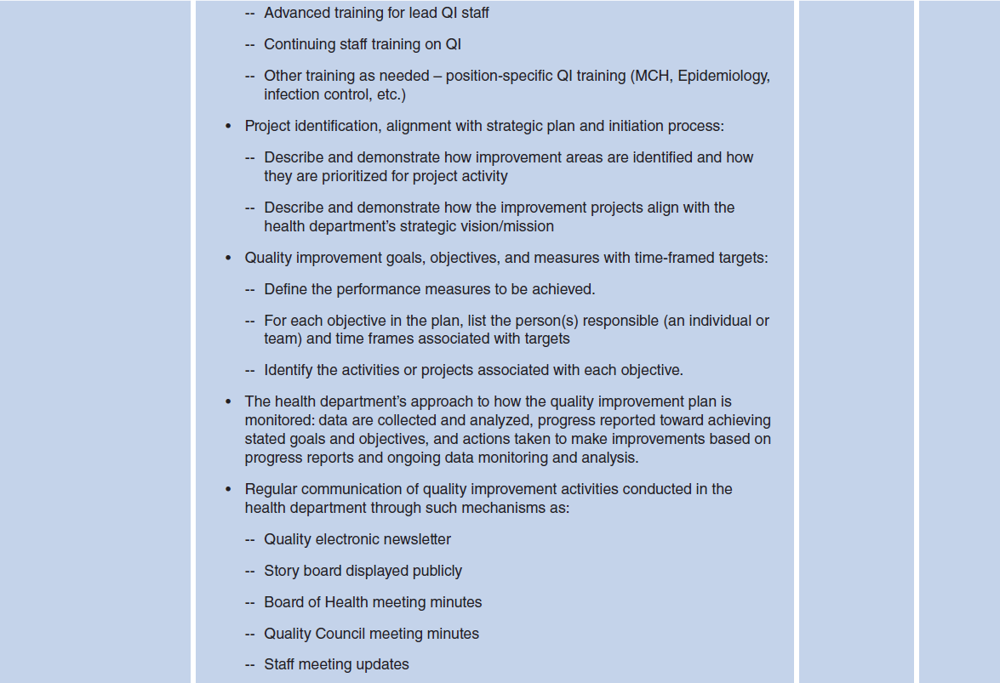 -- Advanced training for lead QI staff
-- Continuing staff training on QI
-- Other training as needed – position-specific QI training (MCH, Epidemiology,
infection control, etc.)
• Project identification, alignment with strategic plan and initiation process:
-- Describe and demonstrate how improvement areas are identified and how
they are prioritized for project activity
-- Describe and demonstrate how the improvement projects align with the
health department’s strategic vision/mission
• Quality improvement goals, objectives, and measures with time-framed targets:
-- Define the performance measures to be achieved.
-- For each objective in the plan, list the person(s) responsible (an individual or
team) and time frames associated with targets
-- Identify the activities or projects associated with each objective.
• The health department’s approach to how the quality improvement plan is
monitored: data are collected and analyzed, progress reported toward achieving
stated goals and objectives, and actions taken to make improvements based on
progress reports and ongoing data monitoring and analysis.
• Regular communication of quality improvement activities conducted in the
health department through such mechanisms as:
-- Quality electronic newsletter
-- Story board displayed publicly
-- Board of Health meeting minutes
-- Quality Council meeting minutes
-- Staff meeting updates